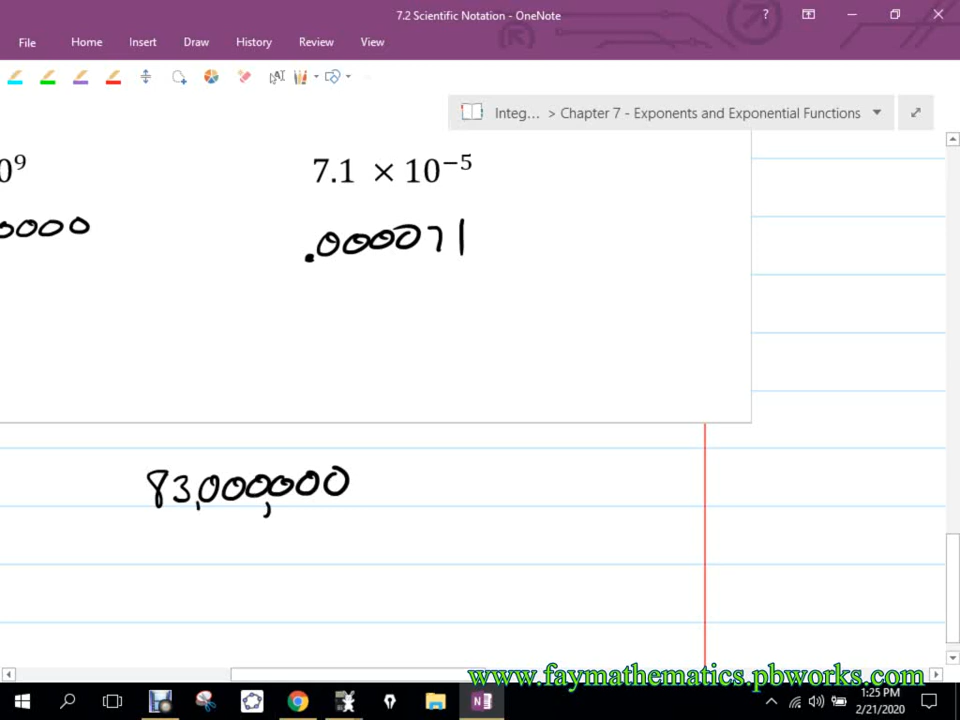 7.2 Scientific Notation - OneNote
?
File Home Insert Draw History Review View
Integ... > Chapter 7 - Exponents and Exponential Functions
0⁹ 7.1 × 10⁻⁵
0000 .000071
83,000,000
www.faymathematics.pbworks.com
1:25 PM
2/21/2020